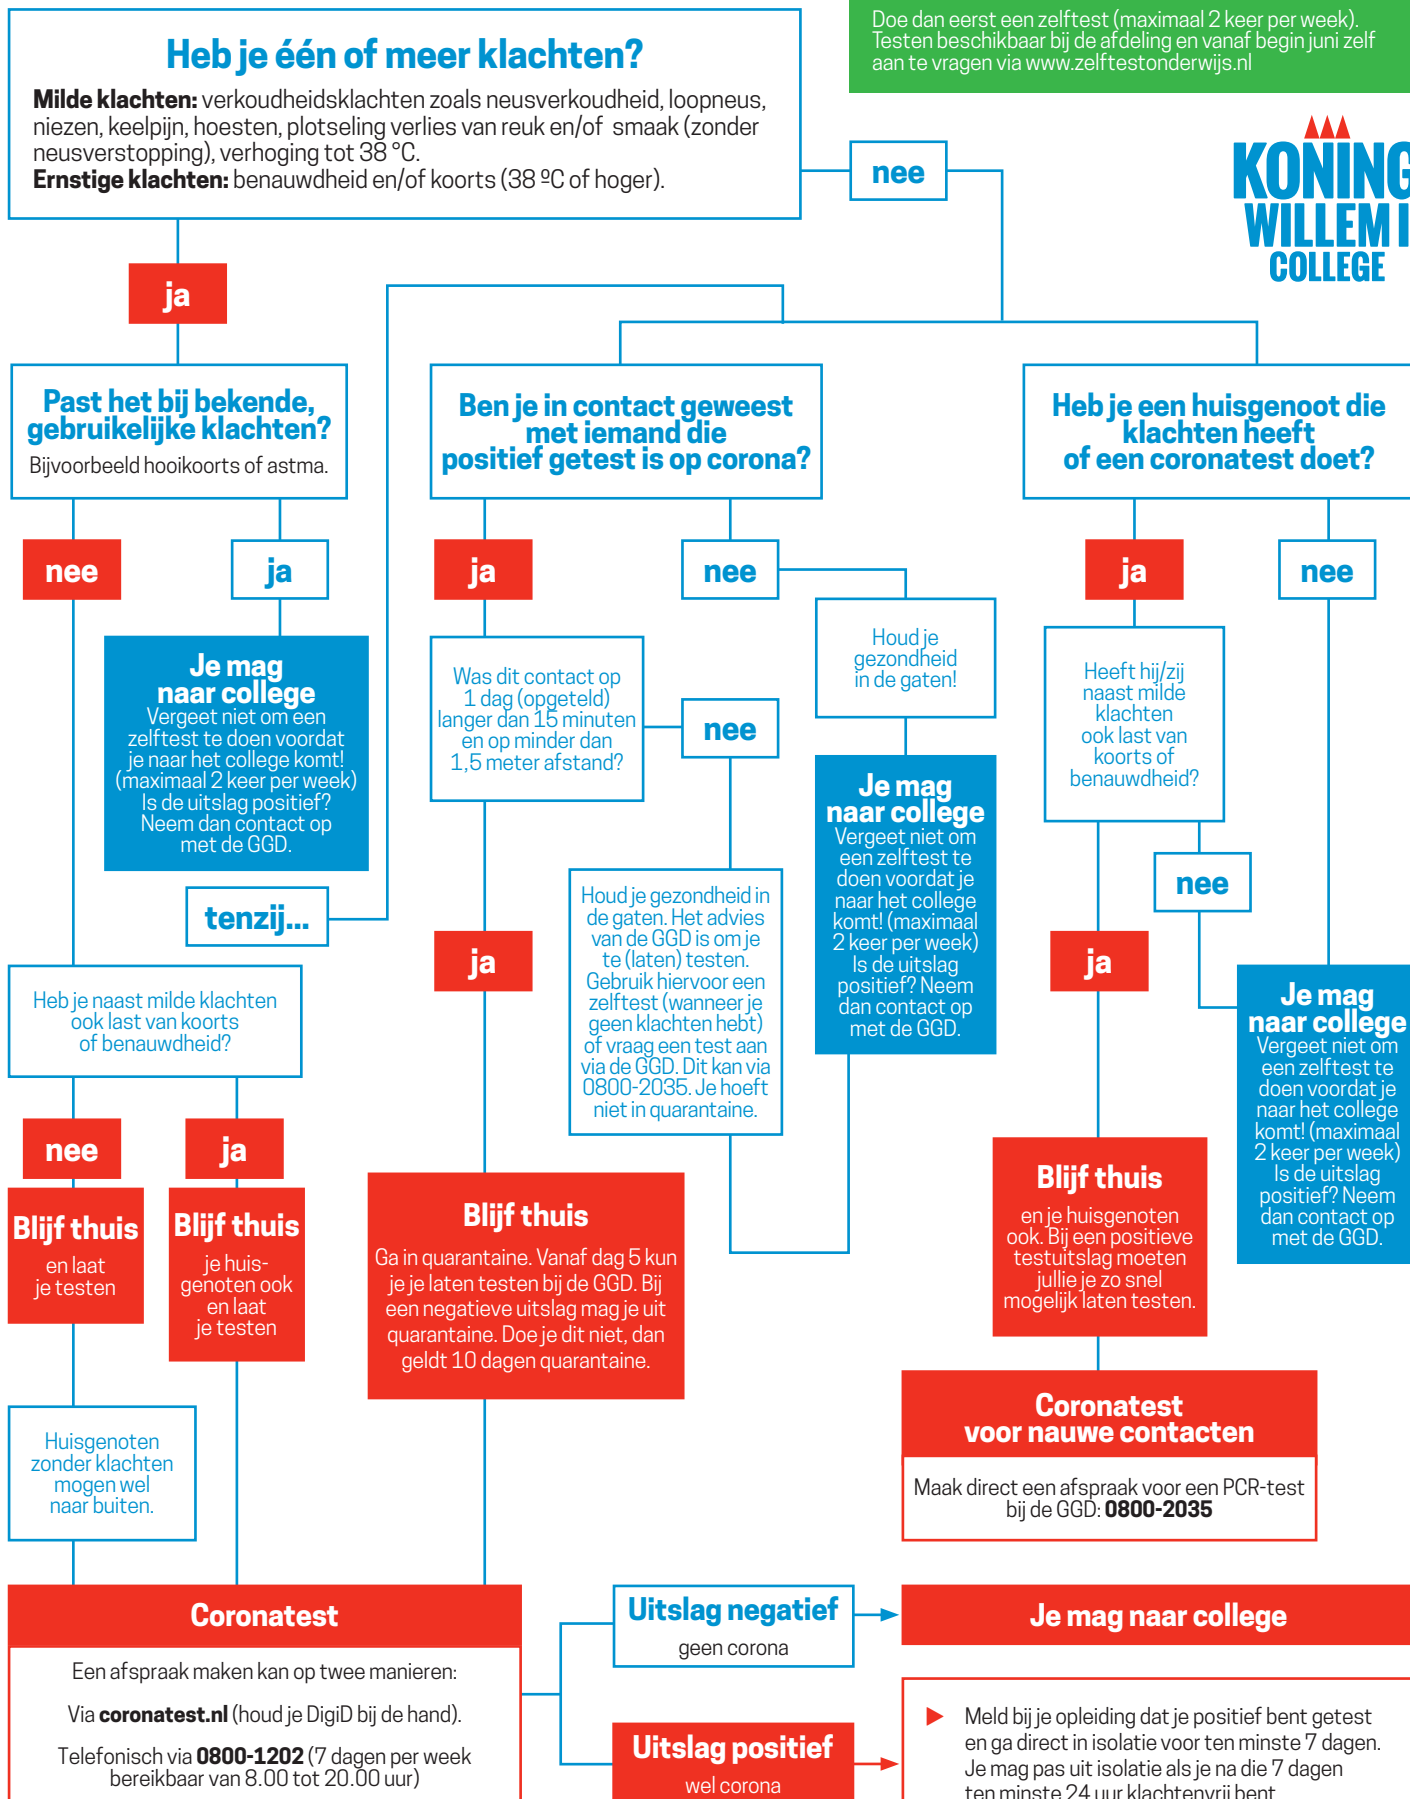 Doe dan eerst een zelftest (maximaal 2 keer per week).
Testen beschikbaar bij de afdeling en vanaf begin juni zelf
aan te vragen via www.zelftestonderwijs.nl
Heb je één of meer klachten?
Milde klachten: verkoudheidsklachten zoals neusverkoudheid, loopneus,
niezen, keelpijn, hoesten, plotseling verlies van reuk en/of smaak (zonder
neusverstopping), verhoging tot 38 °C.
Ernstige klachten: benauwdheid en/of koorts (38 ºC of hoger).
nee
KONING
WILLEM I
COLLEGE
ja
Past het bij bekende,
gebruikelijke klachten?
Bijvoorbeeld hooikoorts of astma.
Ben je in contact geweest
met iemand die
positief getest is op corona?
Heb je een huisgenoot die
klachten heeft
of een coronatest doet?
nee
ja
ja
nee
ja
nee
Je mag
naar college
Vergeet niet om een
zelftest te doen voordat
je naar het college komt!
(maximaal 2 keer per week)
Is de uitslag positief?
Neem dan contact op
met de GGD.
Was dit contact op
1 dag (opgeteld)
langer dan 15 minuten
en op minder dan
1,5 meter afstand?
nee
Houd je
gezondheid
in de gaten!
Heeft hij/zij
naast milde
klachten
ook last van
koorts of
benauwdheid?
Je mag
naar college
Vergeet niet om
een zelftest te
doen voordat je
naar het college
komt! (maximaal
2 keer per week)
Is de uitslag
positief? Neem
dan contact op
met de GGD.
tenzij...
ja
Houd je gezondheid in
de gaten. Het advies
van de GGD is om je
te (laten) testen.
Gebruik hiervoor een
zelftest (wanneer je
geen klachten hebt)
of vraag een test aan
via de GGD. Dit kan via
0800-2035. Je hoeft
niet in quarantaine.
nee
ja
Je mag
naar college
Vergeet niet om
een zelftest te
doen voordat je
naar het college
komt! (maximaal
2 keer per week)
Is de uitslag
positief? Neem
dan contact op
met de GGD.
Heb je naast milde klachten
ook last van koorts
of benauwdheid?
nee
ja
Blijf thuis
en laat
je testen
Blijf thuis
je huis-
genoten ook
en laat
je testen
Blijf thuis
Ga in quarantaine. Vanaf dag 5 kun
je je laten testen bij de GGD. Bij
een negatieve uitslag mag je uit
quarantaine. Doe je dit niet, dan
geldt 10 dagen quarantaine.
Blijf thuis
en je huisgenoten
ook. Bij een positieve
testuitslag moeten
jullie je zo snel
mogelijk laten testen.
Huisgenoten
zonder klachten
mogen wel
naar buiten.
Coronatest
voor nauwe contacten
Maak direct een afspraak voor een PCR-test
bij de GGD: 0800-2035
Coronatest
Een afspraak maken kan op twee manieren:
Via coronatest.nl (houd je DigiD bij de hand).
Telefonisch via 0800-1202 (7 dagen per week
bereikbaar van 8.00 tot 20.00 uur)
Uitslag negatief
geen corona
Je mag naar college
Uitslag positief
wel corona
Meld bij je opleiding dat je positief bent getest
en ga direct in isolatie voor ten minste 7 dagen.
Je mag pas uit isolatie als je na die 7 dagen
ten minste 24 uur klachtenvrij bent